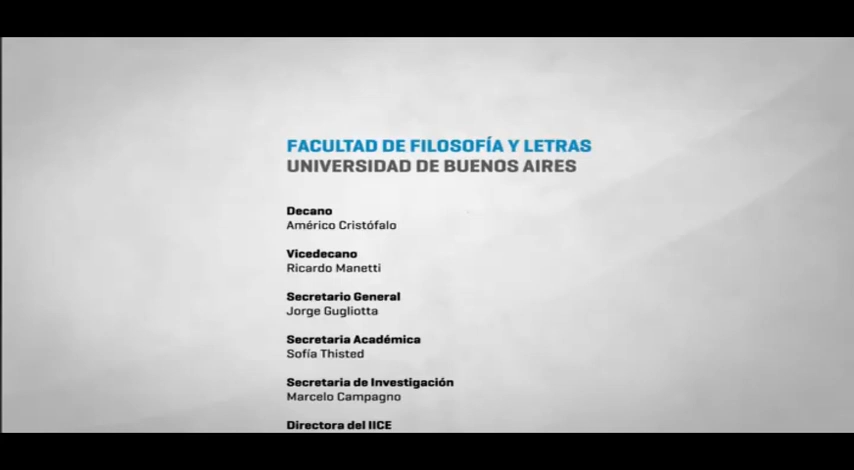 FACULTAD DE FILOSOFÍA Y LETRAS
UNIVERSIDAD DE BUENOS AIRES
Decano
Américo Cristófalo
Vicedecano
Ricardo Manetti
Secretario General
Jorge Gugliotta
Secretaria Académica
Sofía Thisted
Secretaria de Investigación
Marcelo Campagno
Directora del IICE